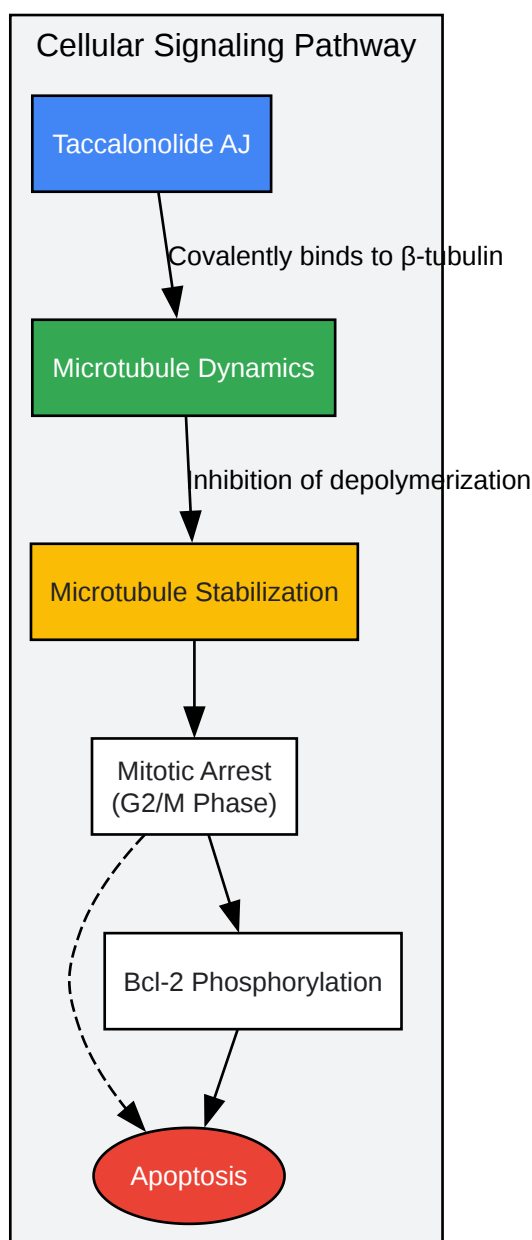 Cellular Signaling Pathway
Taccalonolide AJ
Covalently binds to β-tubulin
Microtubule Dynamics
Inhibition of depolymerization
Microtubule Stabilization
Mitotic Arrest
(G2/M Phase)
Bcl-2 Phosphorylation
Apoptosis